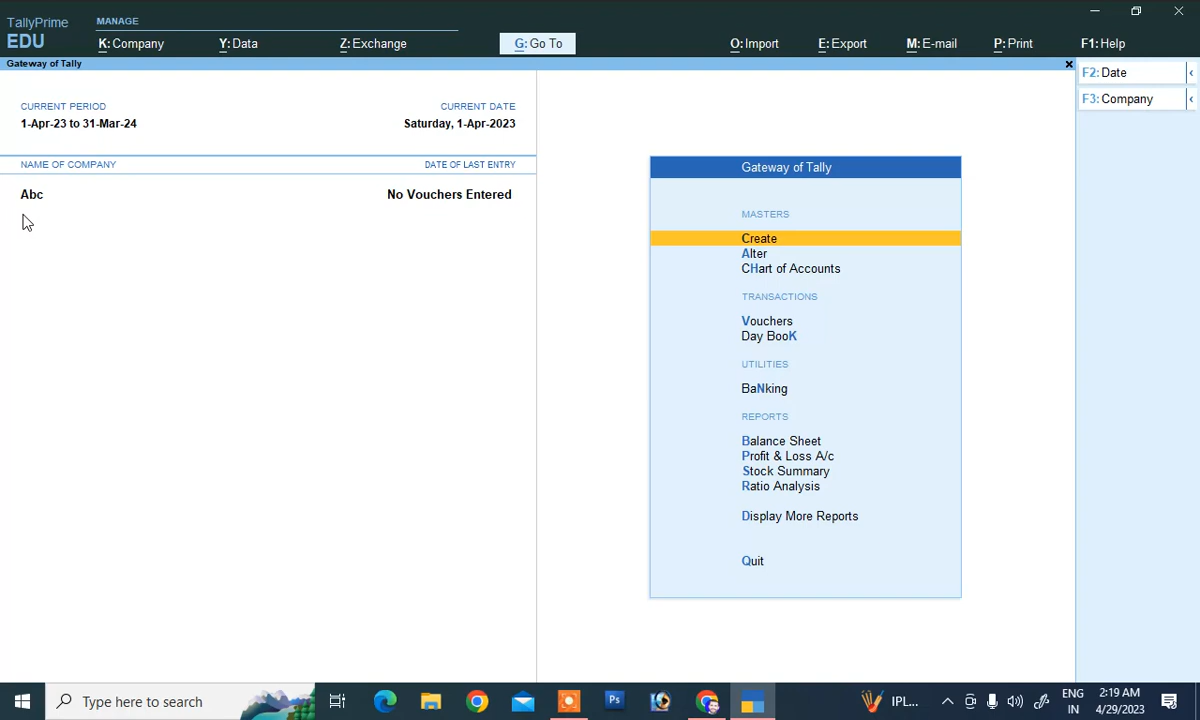 TallyPrime
EDU
MANAGE
K: Company
Y: Data
Z: Exchange
G: Go To
O: Import
E: Export
M: E-mail
P: Print
F1: Help
Gateway of Tally
F2: Date
F3: Company
CURRENT PERIOD
CURRENT DATE
1-Apr-23 to 31-Mar-24
Saturday, 1-Apr-2023
NAME OF COMPANY
DATE OF LAST ENTRY
Abc
No Vouchers Entered
Gateway of Tally
MASTERS
Create
Alter
CHart of Accounts
TRANSACTIONS
Vouchers
Day BooK
UTILITIES
BaNking
REPORTS
Balance Sheet
Profit & Loss A/c
Stock Summary
Ratio Analysis
Display More Reports
Quit
Type here to search
Ps
IPL...
ENG
IN
2:19 AM
4/29/2023